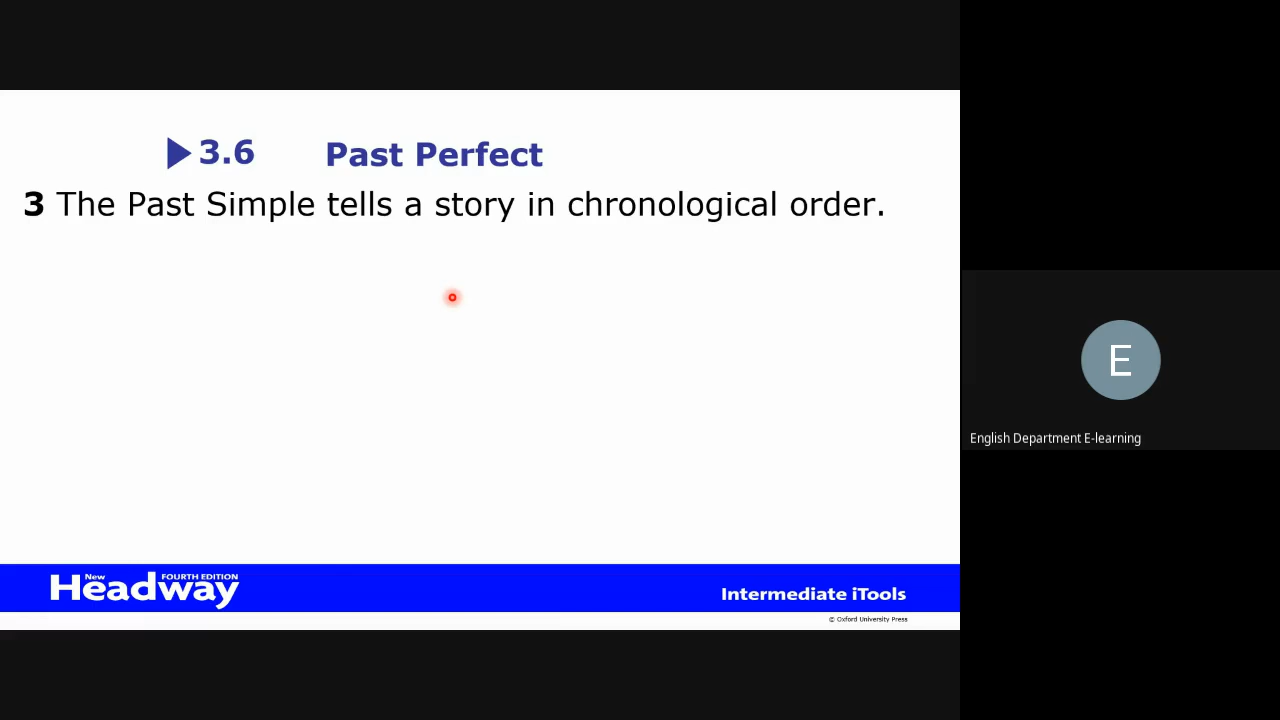 3.6 Past Perfect
3 The Past Simple tells a story in chronological order.
E
English Department E-learning
New FOURTH EDITION
Headway
Intermediate iTools
© Oxford University Press